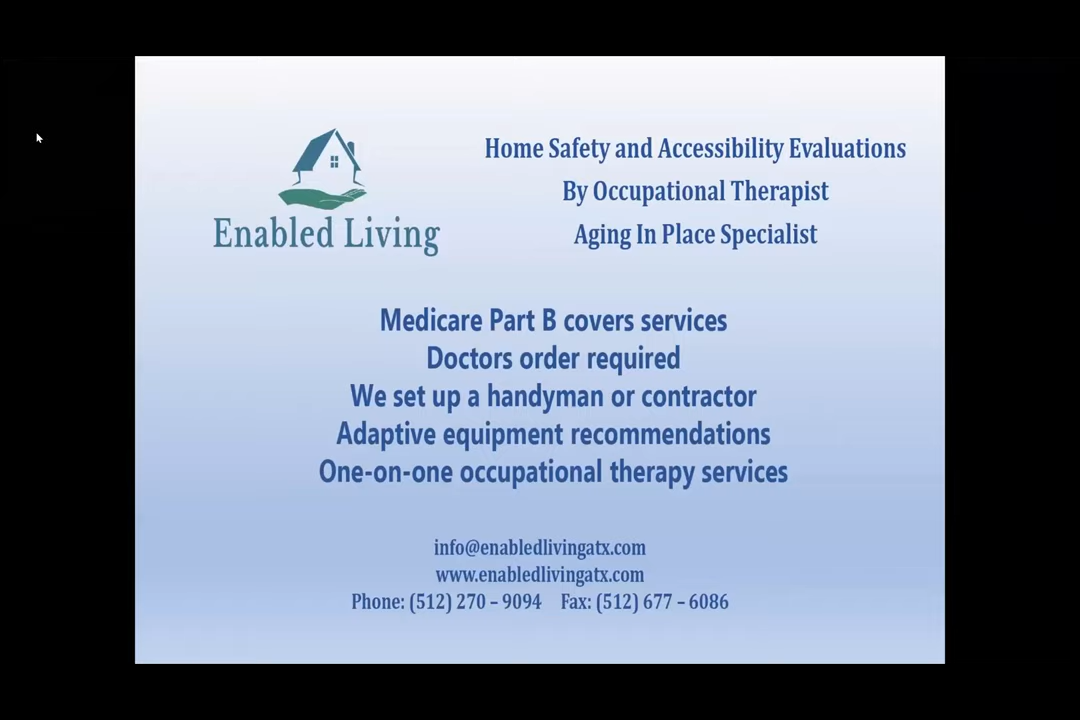 Enabled Living
Home Safety and Accessibility Evaluations
By Occupational Therapist
Aging In Place Specialist
Medicare Part B covers services
Doctors order required
We set up a handyman or contractor
Adaptive equipment recommendations
One-on-one occupational therapy services
info@enabledlivingatx.com
www.enabledlivingatx.com
Phone: (512) 270 – 9094 Fax: (512) 677 – 6086